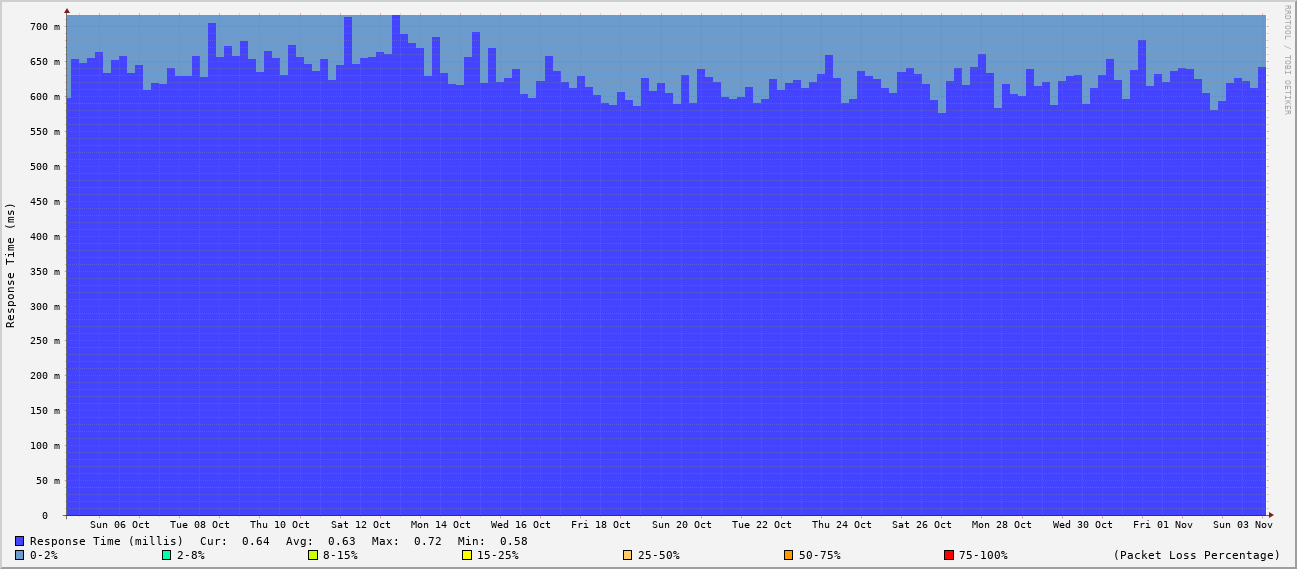 RRDTOOL / TOBI OETIKER
Response Time (ms)
700 m
650 m
600 m
550 m
500 m
450 m
400 m
350 m
300 m
250 m
200 m
150 m
100 m
50 m
0
Sun 06 Oct Tue 08 Oct Thu 10 Oct Sat 12 Oct Mon 14 Oct Wed 16 Oct Fri 18 Oct Sun 20 Oct Tue 22 Oct Thu 24 Oct Sat 26 Oct Mon 28 Oct Wed 30 Oct Fri 01 Nov Sun 03 Nov
Response Time (millis) Cur: 0.64 Avg: 0.63 Max: 0.72 Min: 0.58
0-2% 2-8% 8-15% 15-25% 25-50% 50-75% 75-100% (Packet Loss Percentage)